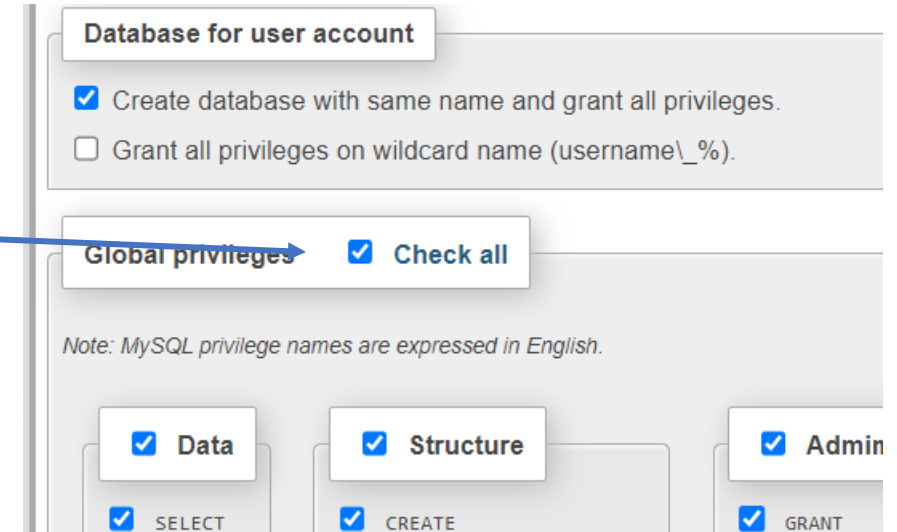 Database for user account
Create database with same name and grant all privileges.
Grant all privileges on wildcard name (username\_%).
Global privileges Check all
Note: MySQL privilege names are expressed in English.
Data Structure Admin
SELECT CREATE GRANT